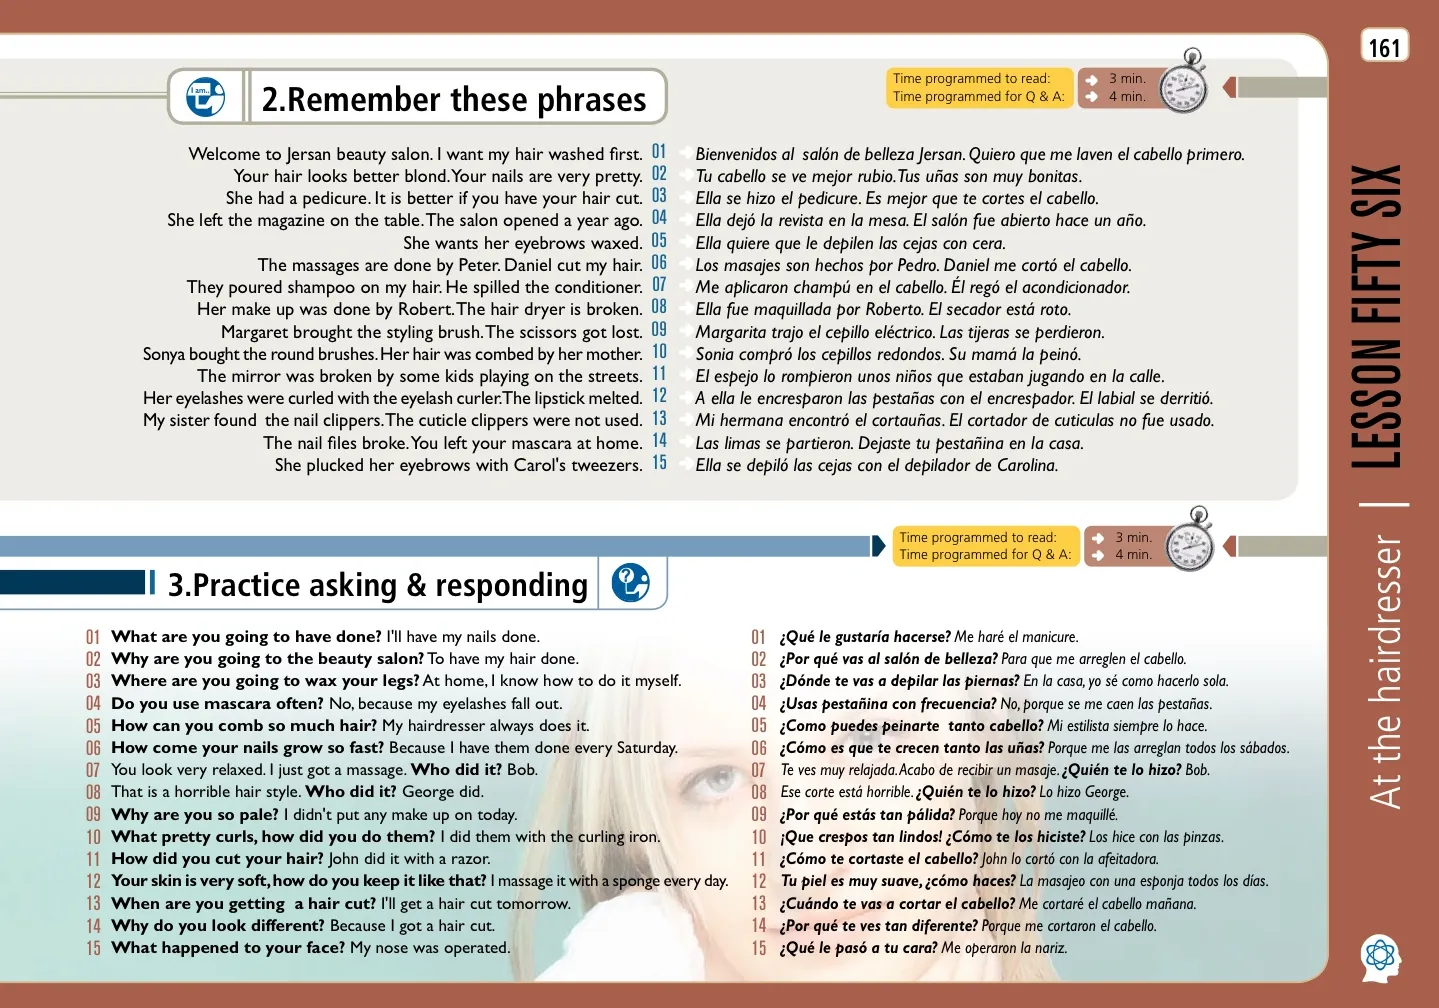 161
I am..
2.Remember these phrases
Time programmed to read: 3 min.
Time programmed for Q & A: 4 min.
Welcome to Jersan beauty salon. I want my hair washed first. 01 Bienvenidos al salón de belleza Jersan. Quiero que me laven el cabello primero.
Your hair looks better blond. Your nails are very pretty. 02 Tu cabello se ve mejor rubio. Tus uñas son muy bonitas.
She had a pedicure. It is better if you have your hair cut. 03 Ella se hizo el pedicure. Es mejor que te cortes el cabello.
She left the magazine on the table. The salon opened a year ago. 04 Ella dejó la revista en la mesa. El salón fue abierto hace un año.
She wants her eyebrows waxed. 05 Ella quiere que le depilen las cejas con cera.
The massages are done by Peter. Daniel cut my hair. 06 Los masajes son hechos por Pedro. Daniel me cortó el cabello.
They poured shampoo on my hair. He spilled the conditioner. 07 Me aplicaron champú en el cabello. Él regó el acondicionador.
Her make up was done by Robert. The hair dryer is broken. 08 Ella fue maquillada por Roberto. El secador está roto.
Margaret brought the styling brush. The scissors got lost. 09 Margarita trajo el cepillo eléctrico. Las tijeras se perdieron.
Sonya bought the round brushes. Her hair was combed by her mother. 10 Sonia compró los cepillos redondos. Su mamá la peinó.
The mirror was broken by some kids playing on the streets. 11 El espejo lo rompieron unos niños que estaban jugando en la calle.
Her eyelashes were curled with the eyelash curler. The lipstick melted. 12 A ella le encresparon las pestañas con el encrespador. El labial se derritió.
My sister found the nail clippers. The cuticle clippers were not used. 13 Mi hermana encontró el cortauñas. El cortador de cuticulas no fue usado.
The nail files broke. You left your mascara at home. 14 Las limas se partieron. Dejaste tu pestañina en la casa.
She plucked her eyebrows with Carol's tweezers. 15 Ella se depiló las cejas con el depilador de Carolina.
Time programmed to read: 3 min.
Time programmed for Q & A: 4 min.
3.Practice asking & responding
01 What are you going to have done? I'll have my nails done.
02 Why are you going to the beauty salon? To have my hair done.
03 Where are you going to wax your legs? At home, I know how to do it myself.
04 Do you use mascara often? No, because my eyelashes fall out.
05 How can you comb so much hair? My hairdresser always does it.
06 How come your nails grow so fast? Because I have them done every Saturday.
07 You look very relaxed. I just got a massage. Who did it? Bob.
08 That is a horrible hair style. Who did it? George did.
09 Why are you so pale? I didn't put any make up on today.
10 What pretty curls, how did you do them? I did them with the curling iron.
11 How did you cut your hair? John did it with a razor.
12 Your skin is very soft, how do you keep it like that? I massage it with a sponge every day.
13 When are you getting a hair cut? I'll get a hair cut tomorrow.
14 Why do you look different? Because I got a hair cut.
15 What happened to your face? My nose was operated.
01 ¿Qué le gustaría hacerse? Me haré el manicure.
02 ¿Por qué vas al salón de belleza? Para que me arreglen el cabello.
03 ¿Dónde te vas a depilar las piernas? En la casa, yo sé como hacerlo sola.
04 ¿Usas pestañina con frecuencia? No, porque se me caen las pestañas.
05 ¿Como puedes peinarte tanto cabello? Mi estilista siempre lo hace.
06 ¿Cómo es que te crecen tanto las uñas? Porque me las arreglan todos los sábados.
07 Te ves muy relajada. Acabo de recibir un masaje. ¿Quién te lo hizo? Bob.
08 Ese corte está horrible. ¿Quién te lo hizo? Lo hizo George.
09 ¿Por qué estás tan pálida? Porque hoy no me maquillé.
10 ¡Que crespos tan lindos! ¿Cómo te los hiciste? Los hice con las pinzas.
11 ¿Cómo te cortaste el cabello? John lo cortó con la afeitadora.
12 Tu piel es muy suave, ¿cómo haces? La masajeo con una esponja todos los días.
13 ¿Cuándo te vas a cortar el cabello? Me cortaré el cabello mañana.
14 ¿Por qué te ves tan diferente? Porque me cortaron el cabello.
15 ¿Qué le pasó a tu cara? Me operaron la nariz.
At the hairdresser | LESSON FIFTY SIX